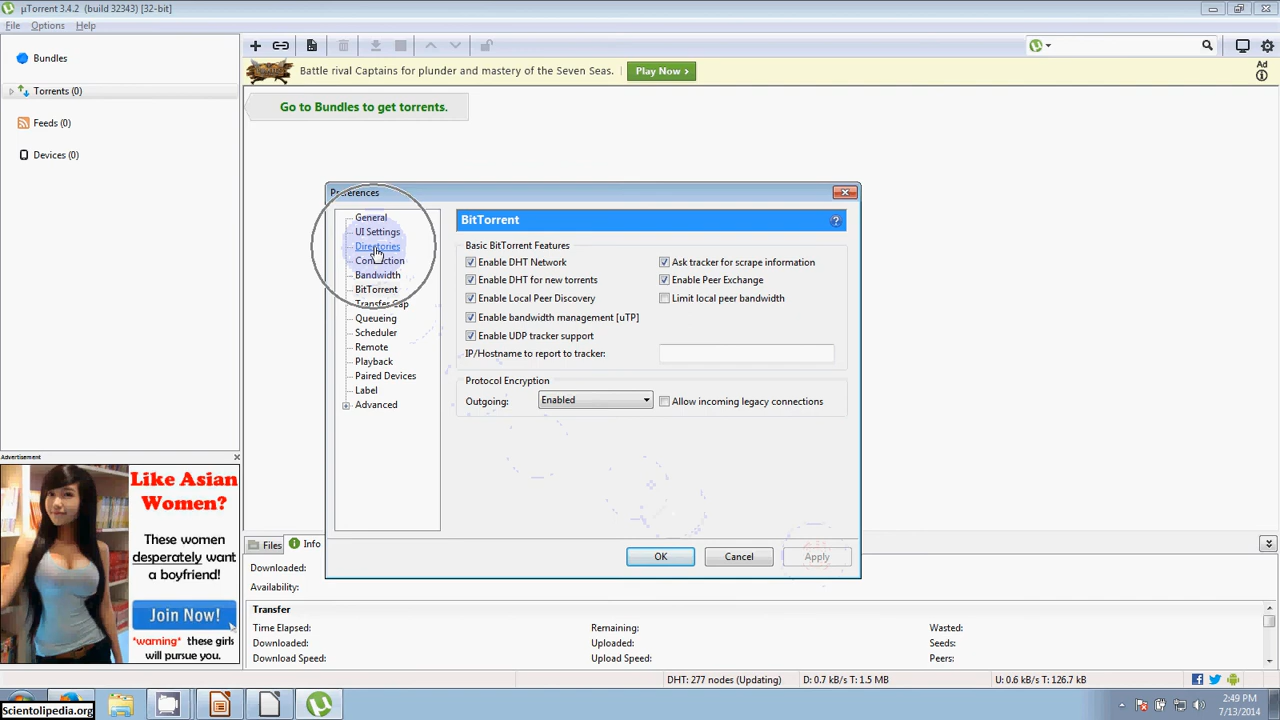 µTorrent 3.4.2 (build 32343) [32-bit]
File Options Help
Bundles
Torrents (0)
Feeds (0)
Devices (0)
Battle rival Captains for plunder and mastery of the Seven Seas.
Play Now >
Ad
Go to Bundles to get torrents.
Preferences
General
UI Settings
Directories
Connection
Bandwidth
BitTorrent
Transfer Cap
Queueing
Scheduler
Remote
Playback
Paired Devices
Label
Advanced
BitTorrent
Basic BitTorrent Features
Enable DHT Network
Ask tracker for scrape information
Enable DHT for new torrents
Enable Peer Exchange
Enable Local Peer Discovery
Limit local peer bandwidth
Enable bandwidth management [uTP]
Enable UDP tracker support
IP/Hostname to report to tracker:
Protocol Encryption
Outgoing: Enabled
Allow incoming legacy connections
OK Cancel Apply
Advertisement
Like Asian
Women?
These women
desperately want
a boyfriend!
Join Now!
*warning* these girls
will pursue you.
Files Info
Downloaded:
Availability:
Transfer
Time Elapsed: Remaining: Wasted:
Downloaded: Uploaded: Seeds:
Download Speed: Upload Speed: Peers:
DHT: 277 nodes (Updating) D: 0.7 kB/s T: 1.5 MB U: 0.6 kB/s T: 126.7 kB
Scientolipedia.org
2:49 PM
7/13/2014